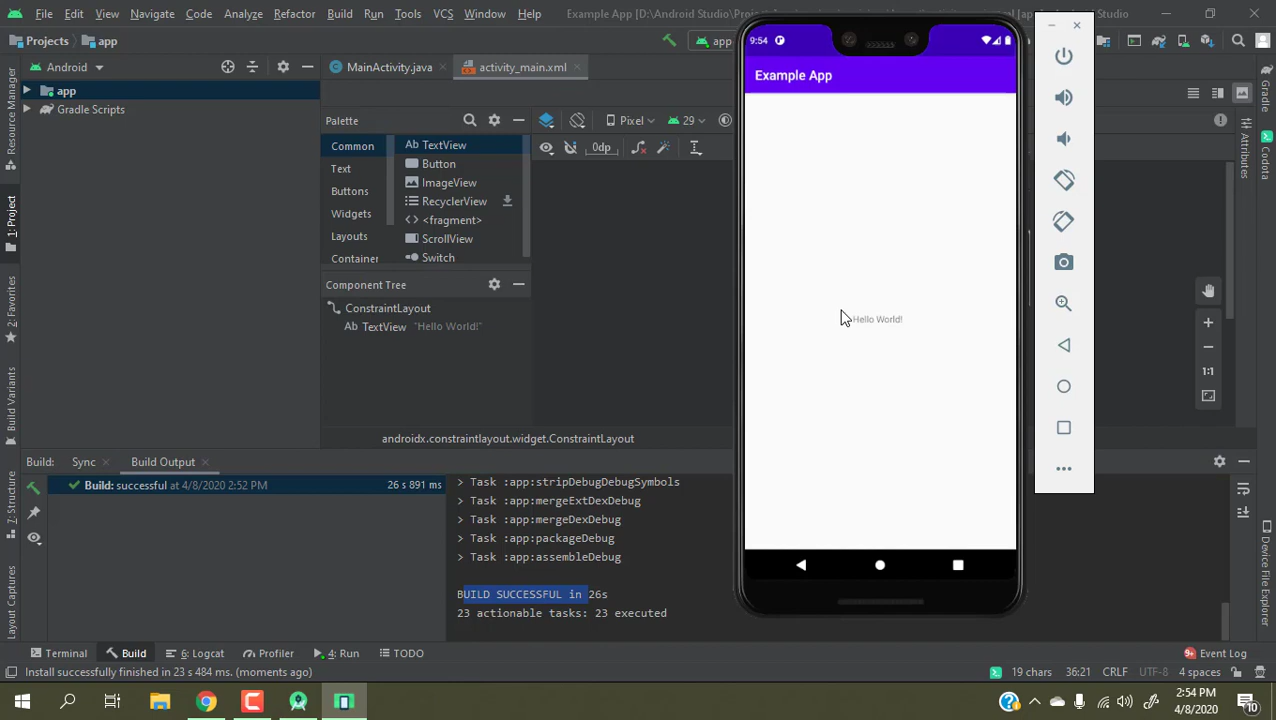 File Edit View Navigate Code Analyze Refactor Build Run Tools VCS Window Help Example App [D:\Android Studio\Proje
Studio
Projects app
app
Android
MainActivity.java
activity_main.xml
app
Gradle Scripts
Palette
Pixel
29
Common
Text
Buttons
Widgets
Layouts
Container
Ab TextView
Button
ImageView
RecyclerView
<fragment>
ScrollView
Switch
0dp
Component Tree
ConstraintLayout
Ab TextView "Hello World!"
androidx.constraintlayout.widget.ConstraintLayout
Resource Manager
1: Project
2: Favorites
Build Variants
7: Structure
Layout Captures
9:54
Example App
Hello World!
1:1
Gradle
Attributes
Codota
Device File Explorer
Build: Sync Build Output
Build: successful at 4/8/2020 2:52 PM 26 s 891 ms
> Task :app:stripDebugDebugSymbols
> Task :app:mergeExtDexDebug
> Task :app:mergeDexDebug
> Task :app:packageDebug
> Task :app:assembleDebug
BUILD SUCCESSFUL in 26s
23 actionable tasks: 23 executed
Terminal Build 6: Logcat Profiler 4: Run TODO Event Log
Install successfully finished in 23 s 484 ms. (moments ago) 19 chars 36:21 CRLF UTF-8 4 spaces
2:54 PM
4/8/2020
10